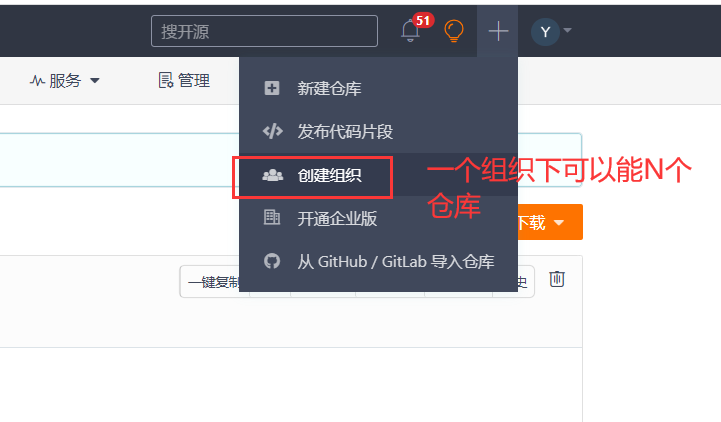 搜开源
51
Y
服务
管理
新建仓库
发布代码片段
创建组织
一个组织下可以能N个
仓库
开通企业版
下载
从 GitHub / GitLab 导入仓库
一键复制
史